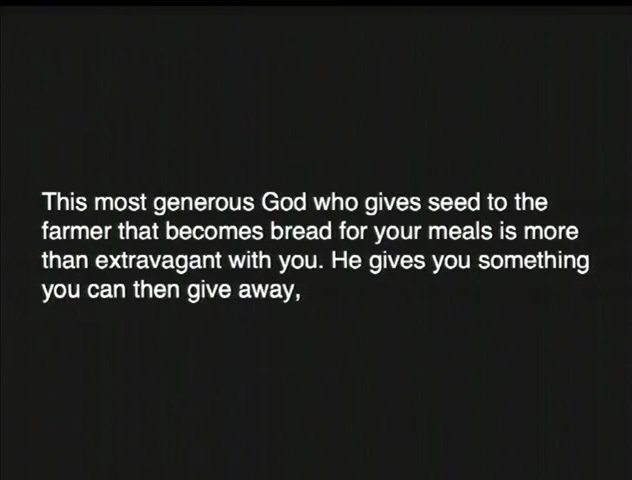 This most generous God who gives seed to the
farmer that becomes bread for your meals is more
than extravagant with you. He gives you something
you can then give away,